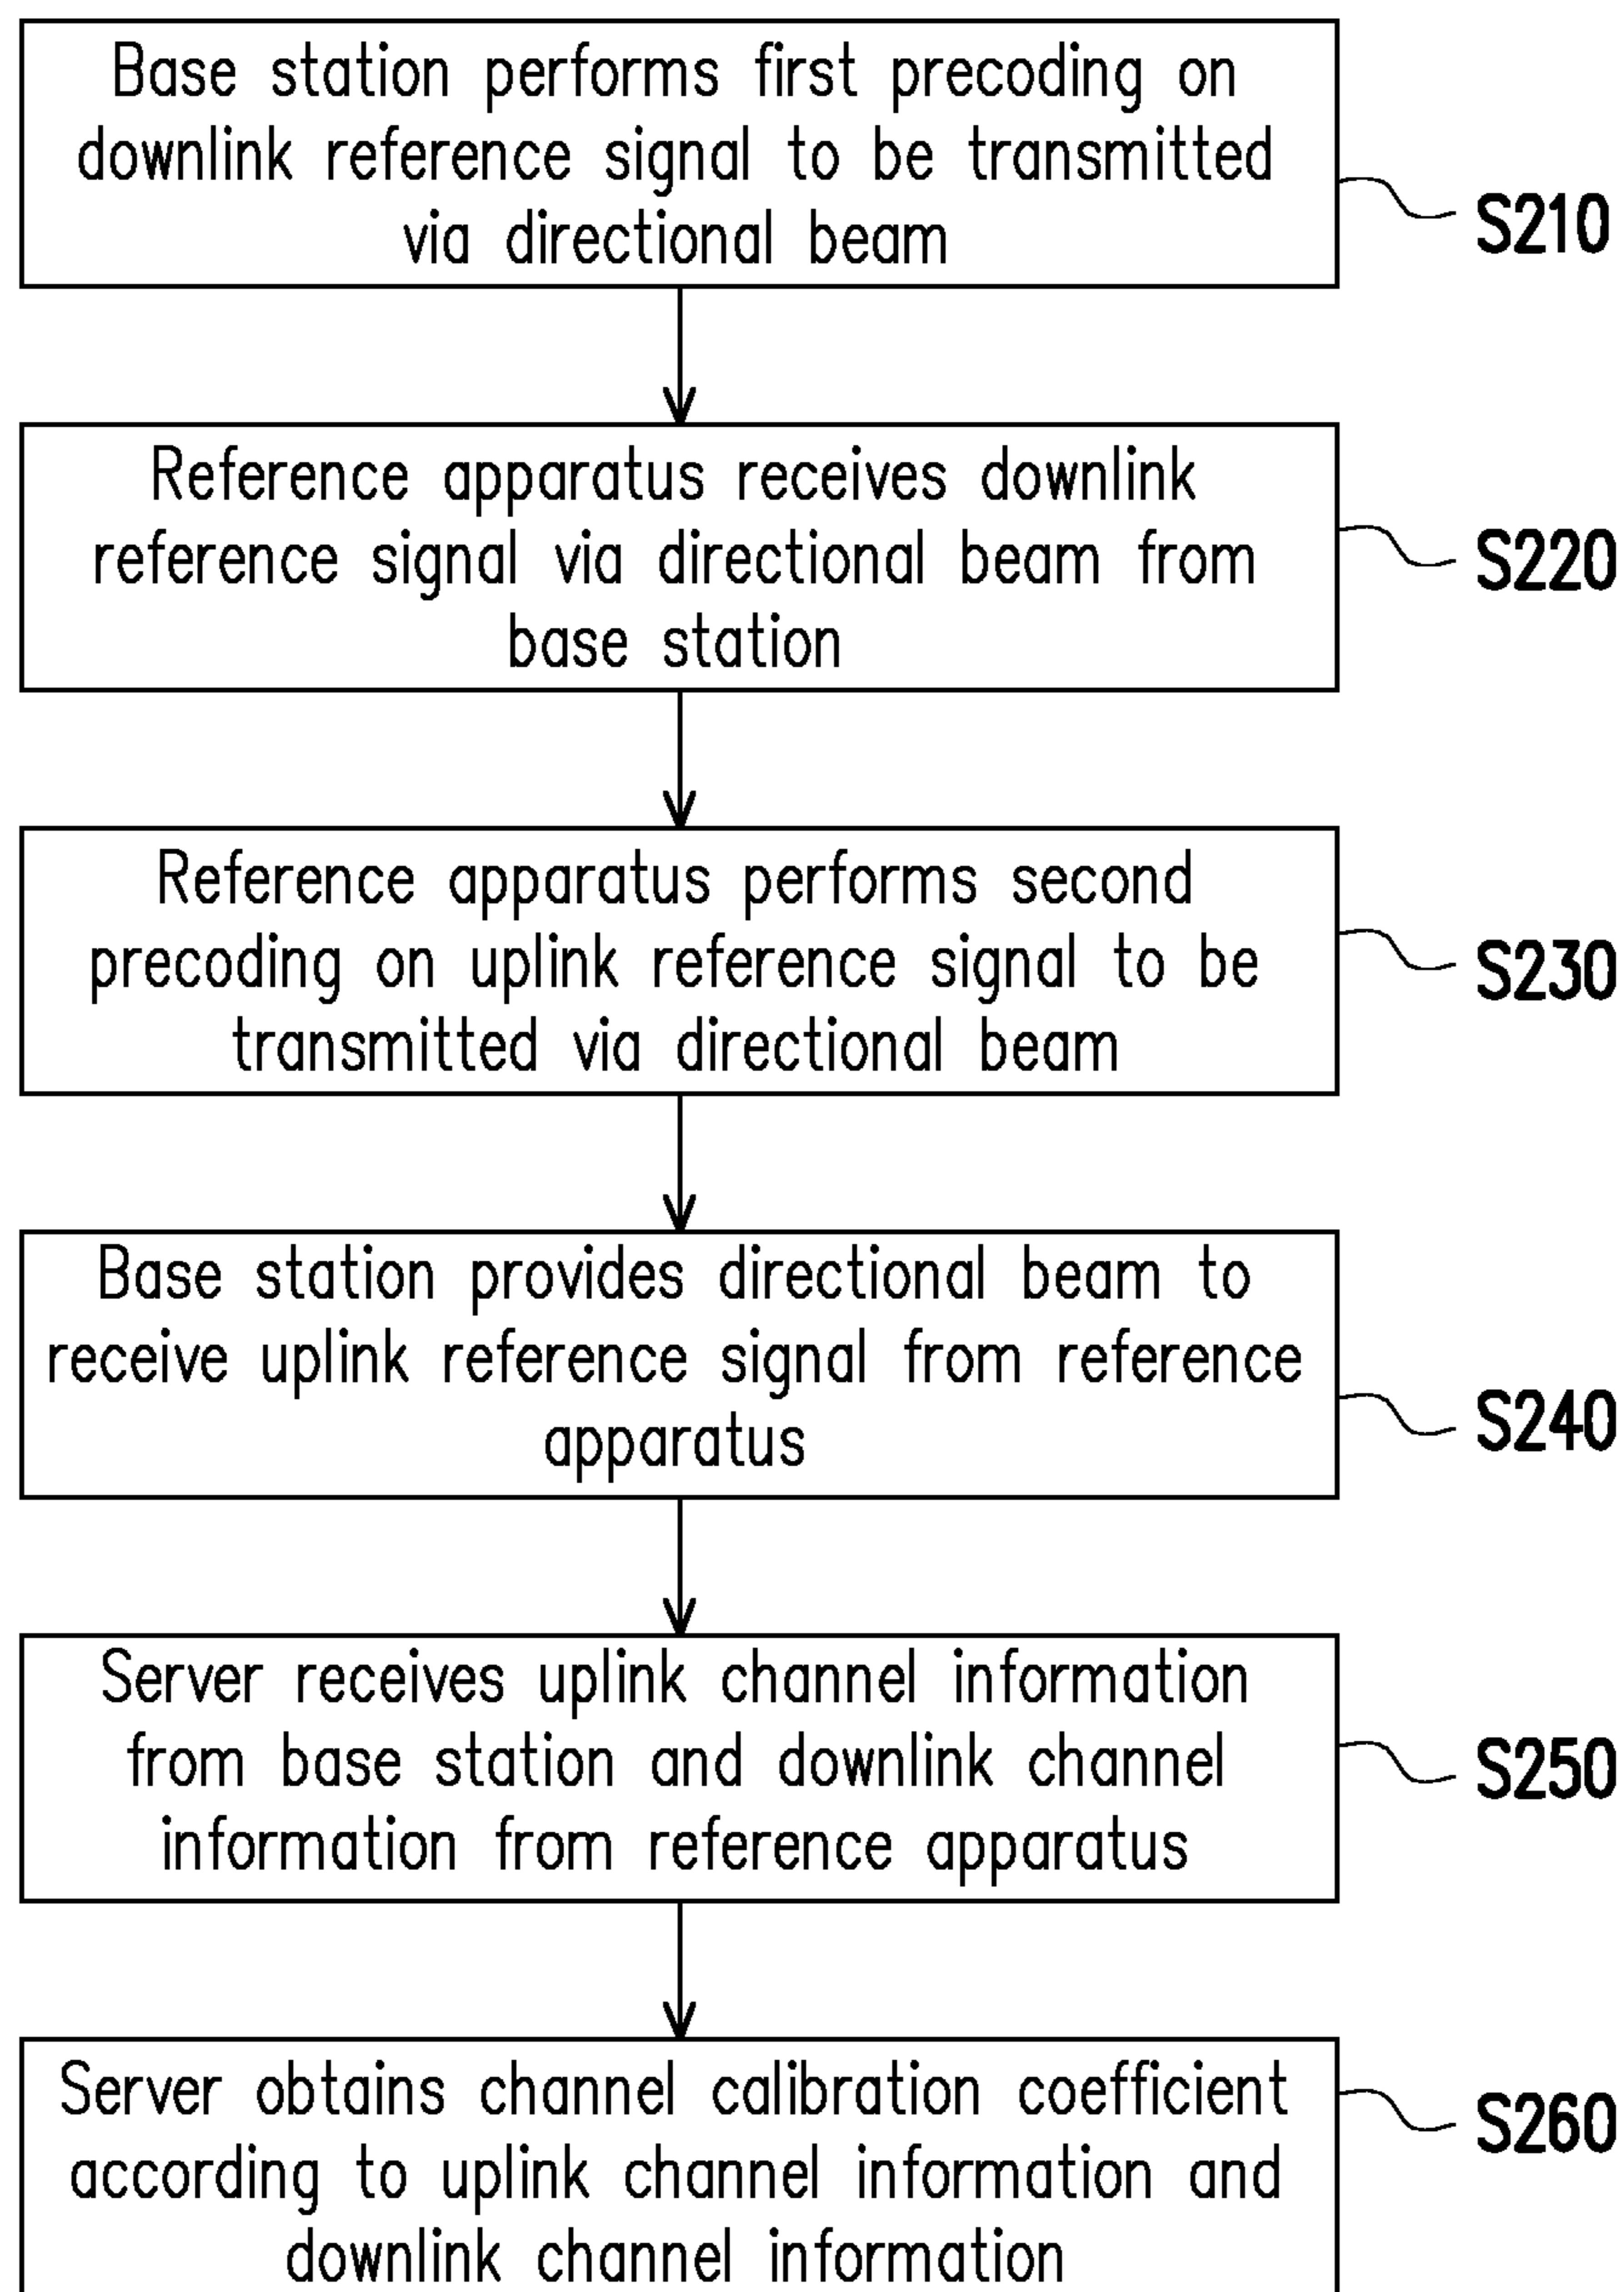 Base station performs first precoding on
downlink reference signal to be transmitted
via directional beam
S210
Reference apparatus receives downlink
reference signal via directional beam from
base station
S220
Reference apparatus performs second
precoding on uplink reference signal to be
transmitted via directional beam
S230
Base station provides directional beam to
receive uplink reference signal from reference
apparatus
S240
Server receives uplink channel information
from base station and downlink channel
information from reference apparatus
S250
Server obtains channel calibration coefficient
according to uplink channel information and
downlink channel information
S260